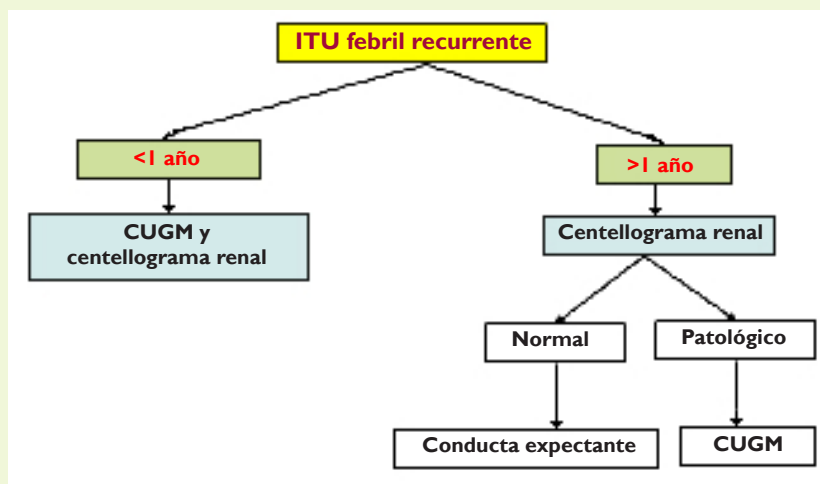 ITU febril recurrente
<1 año
>1 año
CUGM y
centellograma renal
Centellograma renal
Normal
Patológico
Conducta expectante
CUGM